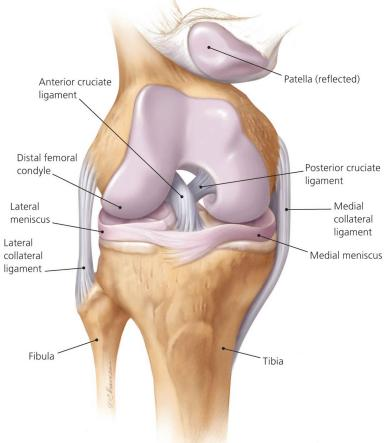 Patella (reflected)
Anterior cruciate
ligament
Distal femoral
condyle
Posterior cruciate
ligament
Lateral
meniscus
Medial
collateral
ligament
Lateral
collateral
ligament
Medial meniscus
Fibula
Tibia